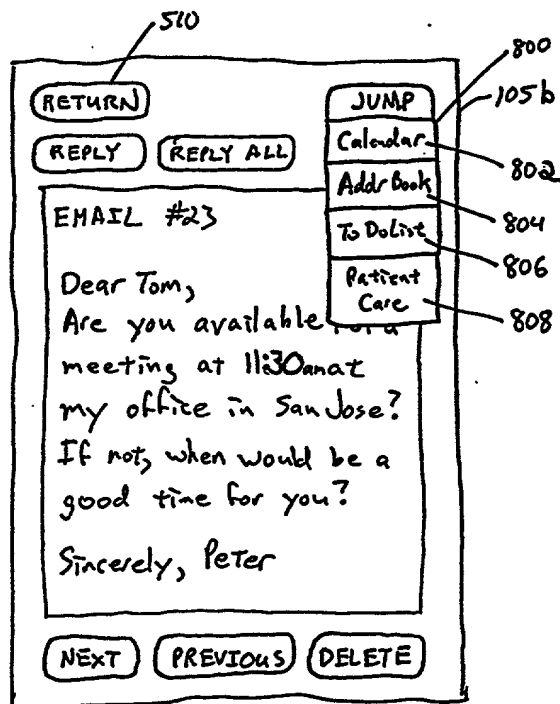 510
800
RETURN
JUMP
105b
REPLY
REPLY ALL
Calendar
802
EMAIL #23
Addr Book
804
To Do List
806
Dear Tom,
Patient
Care
808
Are you available for a
meeting at 11:30am at
my office in San Jose?
If not, when would be a
good time for you?
Sincerely, Peter
NEXT
PREVIOUS
DELETE